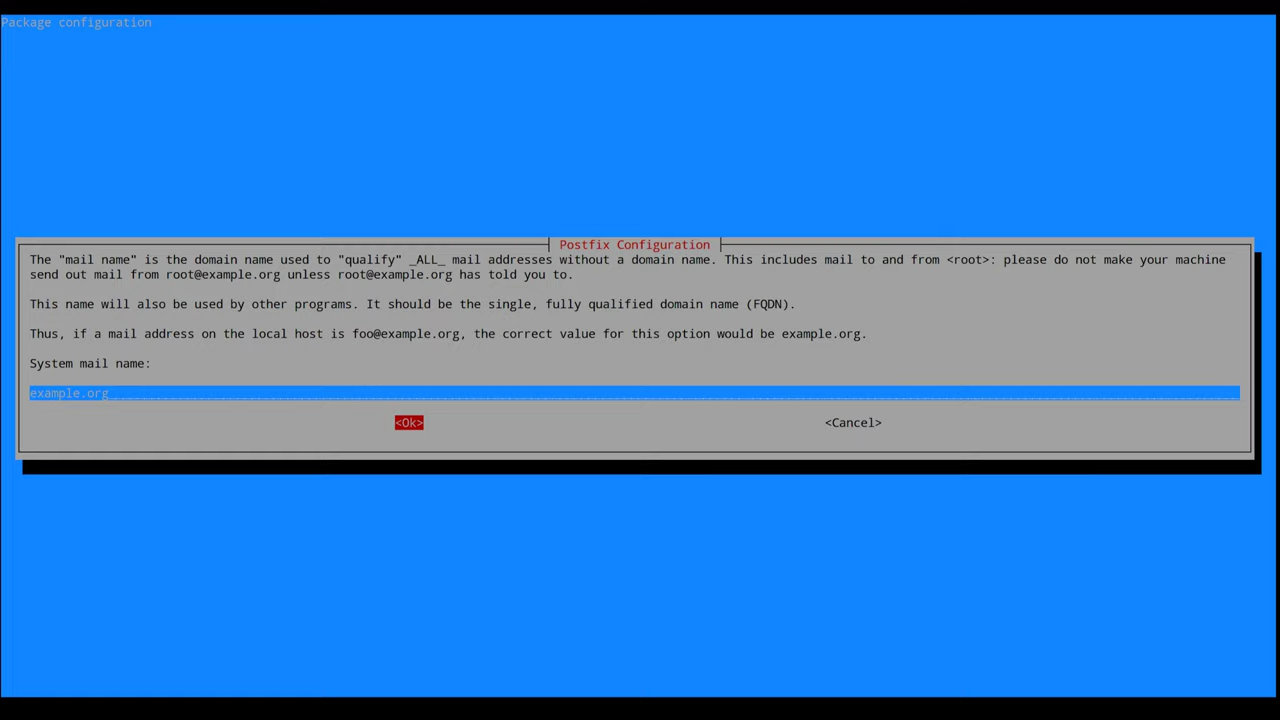 Package configuration
Postfix Configuration
The "mail name" is the domain name used to "qualify" _ALL_ mail addresses without a domain name. This includes mail to and from <root>: please do not make your machine
send out mail from root@example.org unless root@example.org has told you to.
This name will also be used by other programs. It should be the single, fully qualified domain name (FQDN).
Thus, if a mail address on the local host is foo@example.org, the correct value for this option would be example.org.
System mail name:
example.org
<Ok> <Cancel>